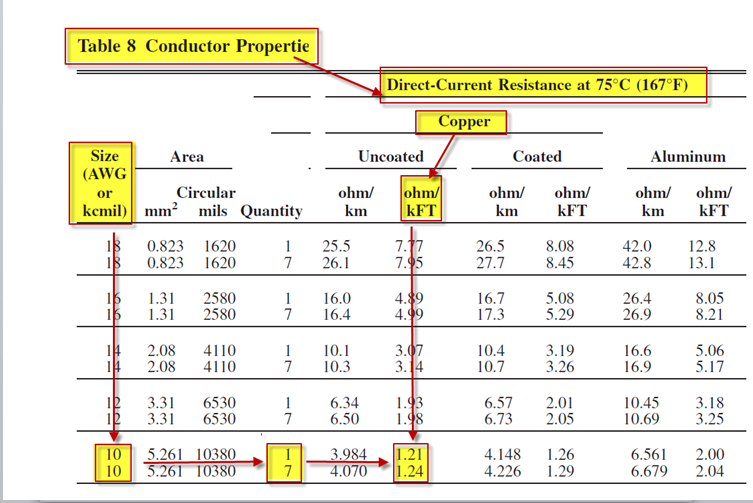 Table 8 Conductor Propertie
Direct-Current Resistance at 75°C (167°F)
Copper
Size (AWG or kcmil) Area Uncoated Coated Aluminum
mm² Circular mils Quantity ohm/km ohm/kFT ohm/km ohm/kFT ohm/km ohm/kFT
18 0.823 1620 1 25.5 7.77 26.5 8.08 42.0 12.8
18 0.823 1620 7 26.1 7.95 27.7 8.45 42.8 13.1
16 1.31 2580 1 16.0 4.89 16.7 5.08 26.4 8.05
16 1.31 2580 7 16.4 4.99 17.3 5.29 26.9 8.21
14 2.08 4110 1 10.1 3.07 10.4 3.19 16.6 5.06
14 2.08 4110 7 10.3 3.14 10.7 3.26 16.9 5.17
12 3.31 6530 1 6.34 1.93 6.57 2.01 10.45 3.18
12 3.31 6530 7 6.50 1.98 6.73 2.05 10.69 3.25
10 5.261 10380 1 3.984 1.21 4.148 1.26 6.561 2.00
10 5.261 10380 7 4.070 1.24 4.226 1.29 6.679 2.04